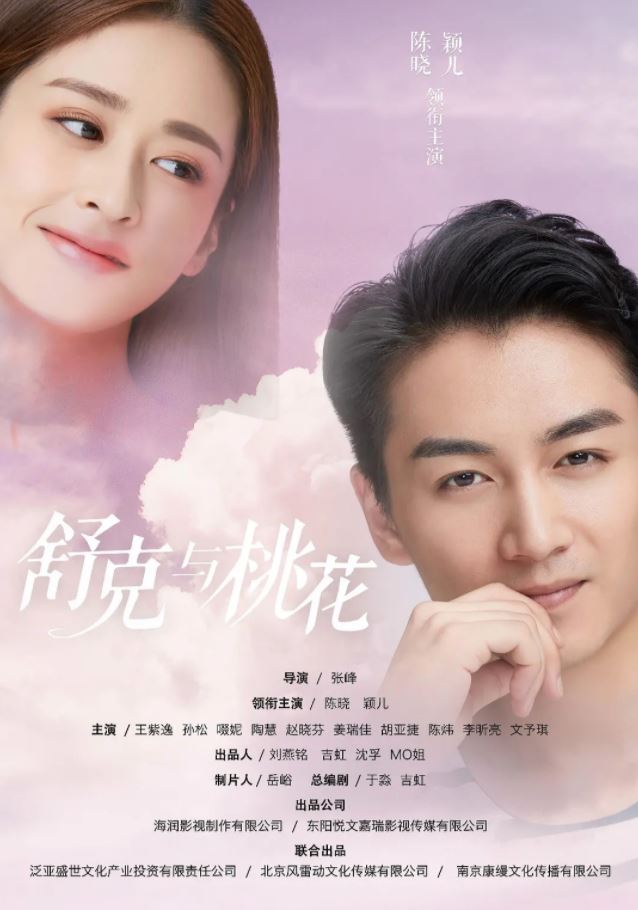 陈晓
颖儿
领衔主演
舒克与桃花
导演 / 张峰
领衔主演 / 陈晓 颖儿
主演 / 王紫逸 孙松 啜妮 陶慧 赵晓芬 姜瑞佳 胡亚捷 陈炜 李昕亮 文予琪
出品人 / 刘燕铭 吉虹 沈孚 MO姐
制片人 / 岳峪 总编剧 / 于淼 吉虹
出品公司
海润影视制作有限公司 / 东阳悦文嘉瑞影视传媒有限公司
联合出品
泛亚盛世文化产业投资有限责任公司 / 北京风雷动文化传媒有限公司 / 南京康缦文化传播有限公司